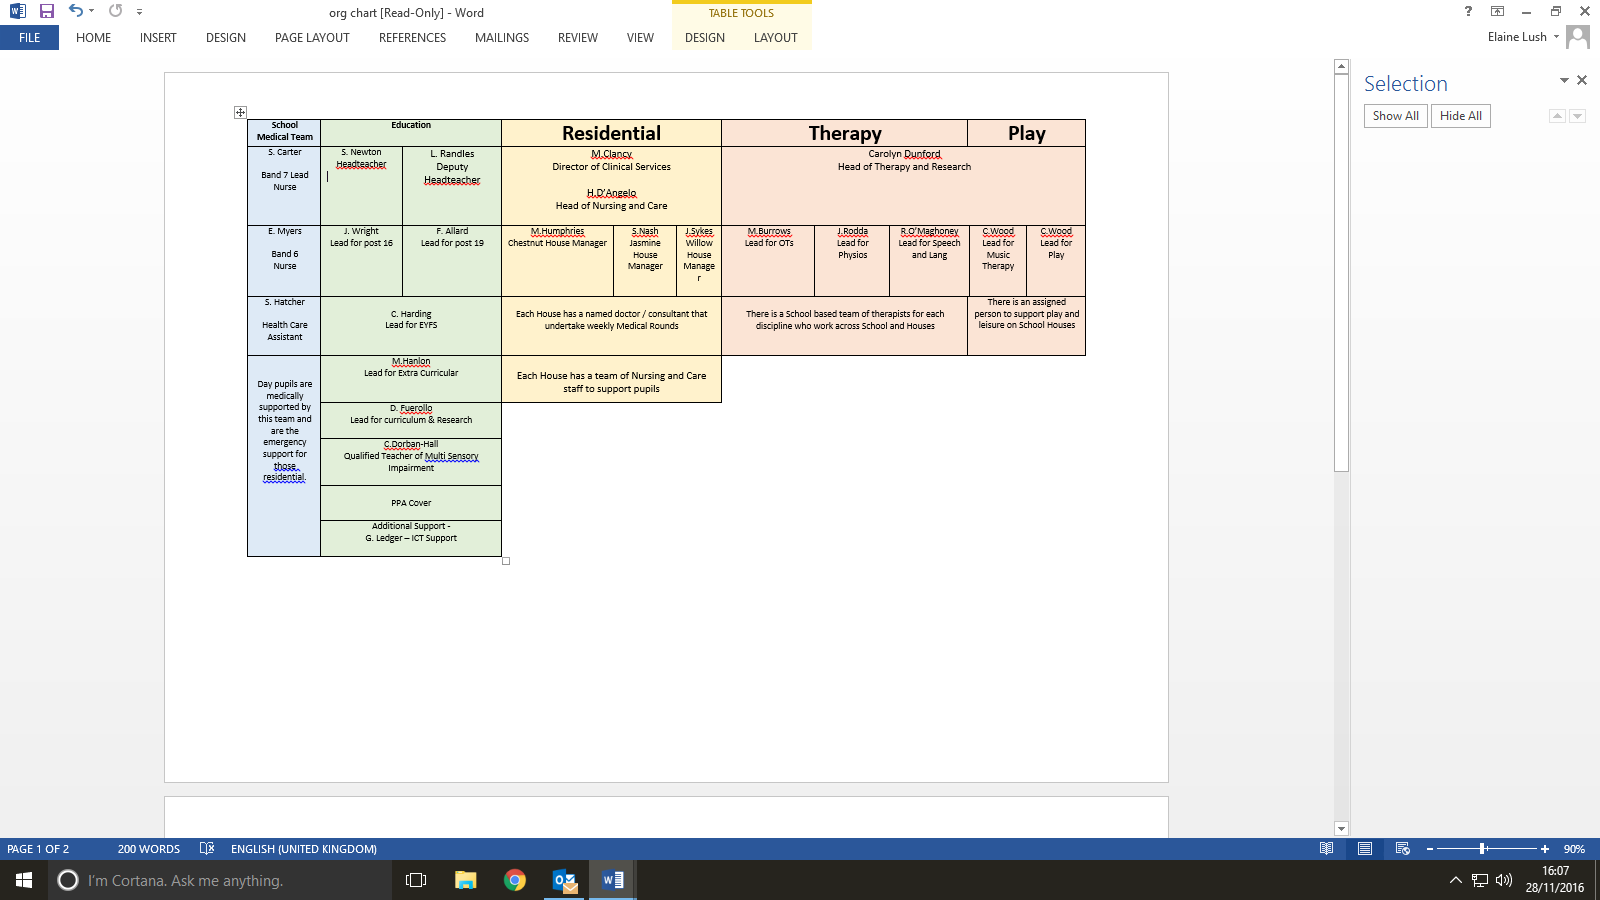 org chart [Read-Only] - Word
TABLE TOOLS
?
FILE
HOME
INSERT
DESIGN
PAGE LAYOUT
REFERENCES
MAILINGS
REVIEW
VIEW
DESIGN
LAYOUT
Elaine Lush
Selection
Show All
Hide All
School
Medical Team
Education
Residential
Therapy
Play
S. Carter
Band 7 Lead
Nurse
S. Newton
Headteacher
L. Randles
Deputy
Headteacher
M.Clancy
Director of Clinical Services
H.D'Angelo
Head of Nursing and Care
Carolyn Dunford
Head of Therapy and Research
E. Myers
Band 6
Nurse
J. Wright
Lead for post 16
F. Allard
Lead for post 19
M.Humphries
Chestnut House Manager
S.Nash
Jasmine
House
Manager
J.Sykes
Willow
House
Manage
r
M.Burrows
Lead for OTs
J.Rodda
Lead for
Physios
R.O'Maghoney
Lead for Speech
and Lang
C.Wood
Lead for
Music
Therapy
C.Wood
Lead for
Play
S. Hatcher
Health Care
Assistant
C. Harding
Lead for EYFS
Each House has a named doctor / consultant that
undertake weekly Medical Rounds
There is a School based team of therapists for each
discipline who work across School and Houses
There is an assigned
person to support play and
leisure on School Houses
Day pupils are
medically
supported by
this team and
are the
emergency
support for
those
residential.
M.Hanlon
Lead for Extra Curricular
Each House has a team of Nursing and Care
staff to support pupils
D. Fuerollo
Lead for curriculum & Research
C.Dorban-Hall
Qualified Teacher of Multi Sensory
Impairment
PPA Cover
Additional Support -
G. Ledger – ICT Support
PAGE 1 OF 2
200 WORDS
ENGLISH (UNITED KINGDOM)
90%
I'm Cortana. Ask me anything.
16:07
28/11/2016